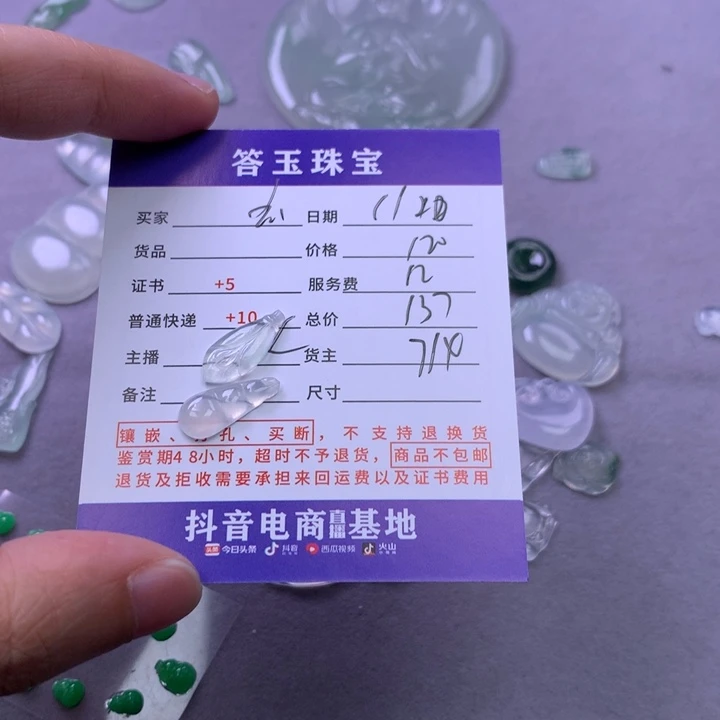 答玉珠宝
买家 日期
货品 价格 120
证书 +5 服务费 12
普通快递 +10 总价 137
主播 货主
备注 尺寸
镶嵌、打孔、买断,不支持退换货
鉴赏期48小时,超时不予退货,商品不包邮
退货及拒收需要承担来回运费以及证书费用
抖音电商直播基地
头条 今日头条 抖音 西瓜视频 火山